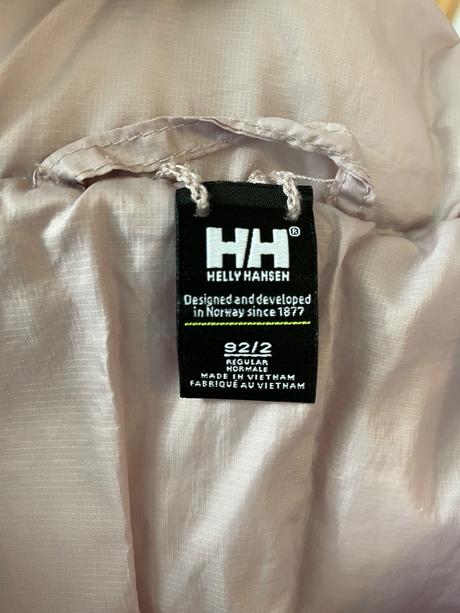 HH®
HELLY HANSEN
Designed and developed
in Norway since 1877
92/2
REGULAR
NORMALE
MADE IN VIETNAM
FABRIQUÉ AU VIETNAM